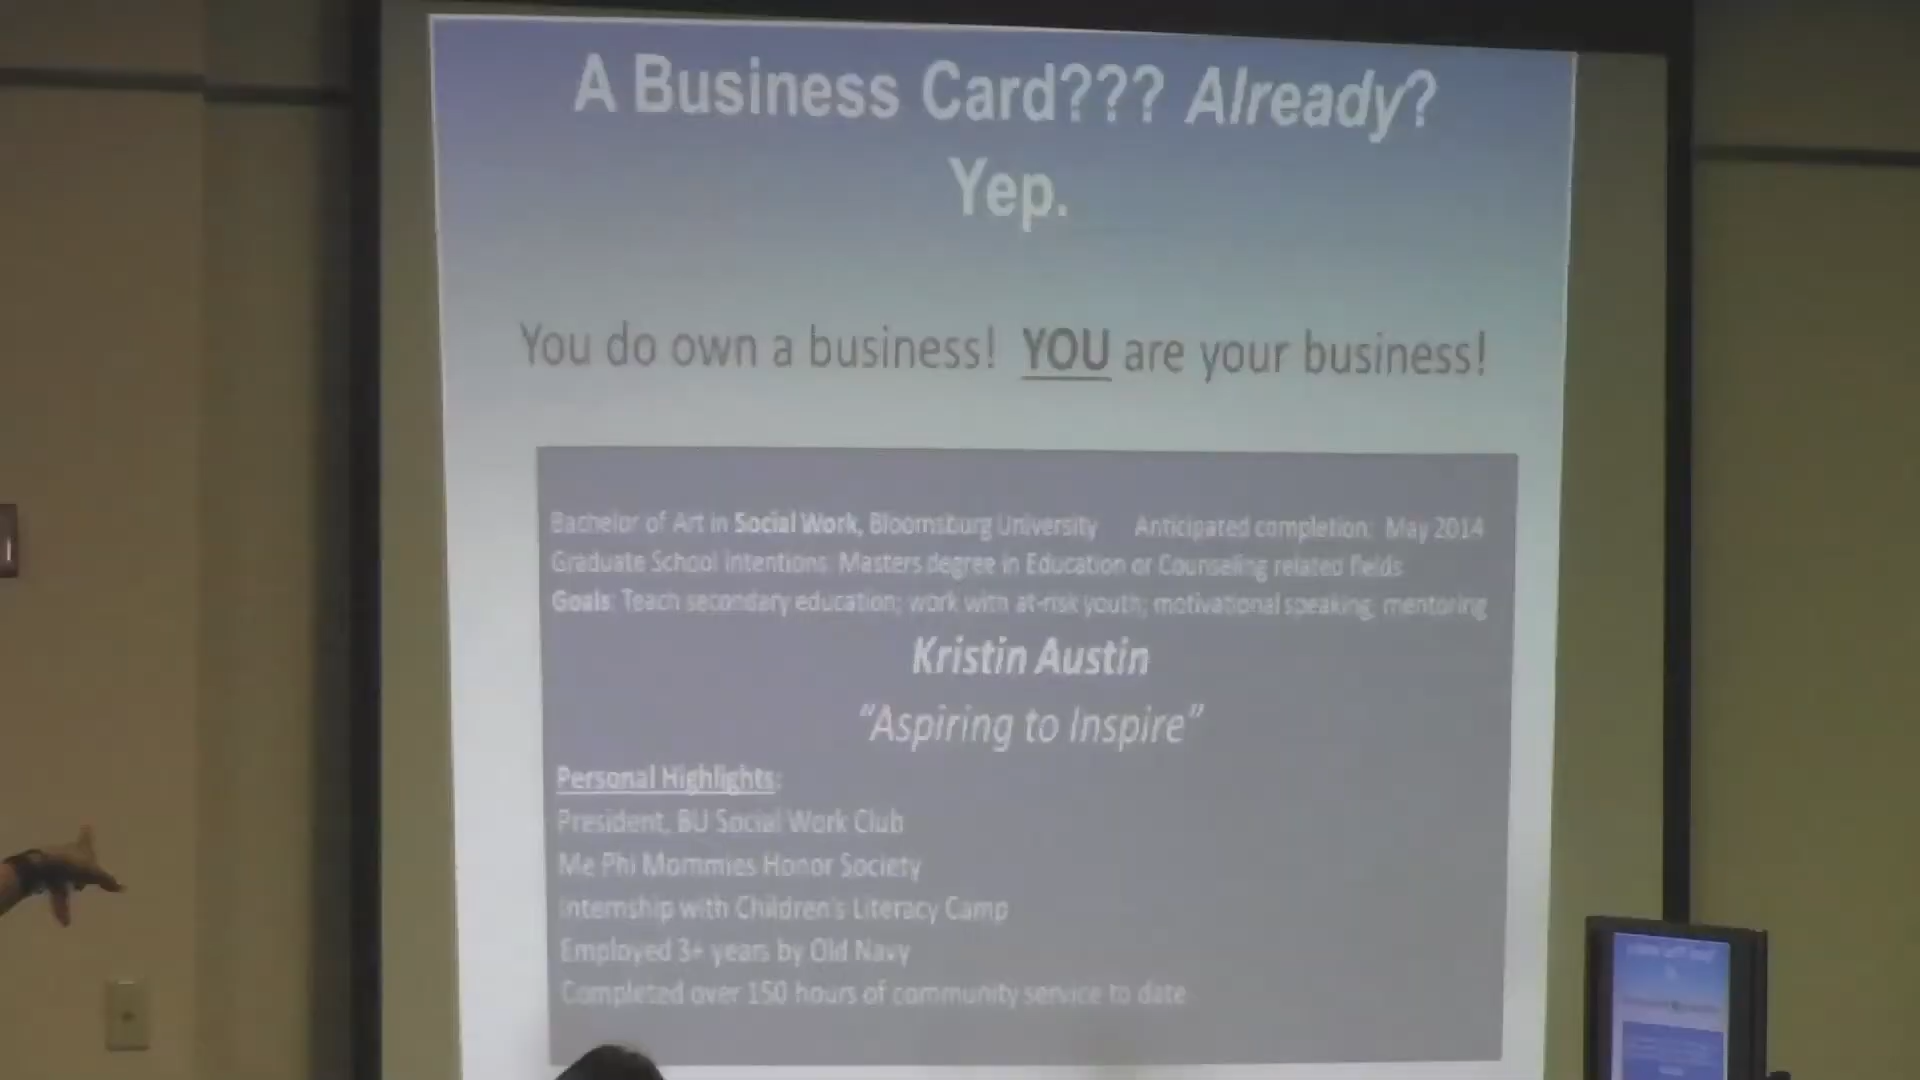 A Business Card??? Already?
Yep.
You do own a business! YOU are your business!
Bachelor of Art in Social Work, Bloomsburg University Anticipated completion: May 2014
Graduate School Intentions: Masters degree in Education or Counseling related fields
Goals: Teach secondary education; work with at-risk youth; motivational speaking; mentoring
Kristin Austin
"Aspiring to Inspire"
Personal Highlights:
President, BU Social Work Club
Me Phi Mommies Honor Society
Internship with Children's Literacy Camp
Employed 3+ years by Old Navy
Completed over 150 hours of community service to date